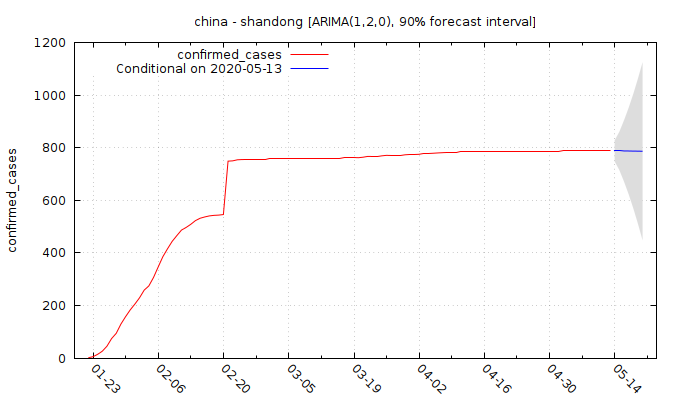 china - shandong [ARIMA(1,2,0), 90% forecast interval]
confirmed_cases
Conditional on 2020-05-13
confirmed_cases
1200
1000
800
600
400
200
0
01-23 02-06 02-20 03-05 03-19 04-02 04-16 04-30 05-14